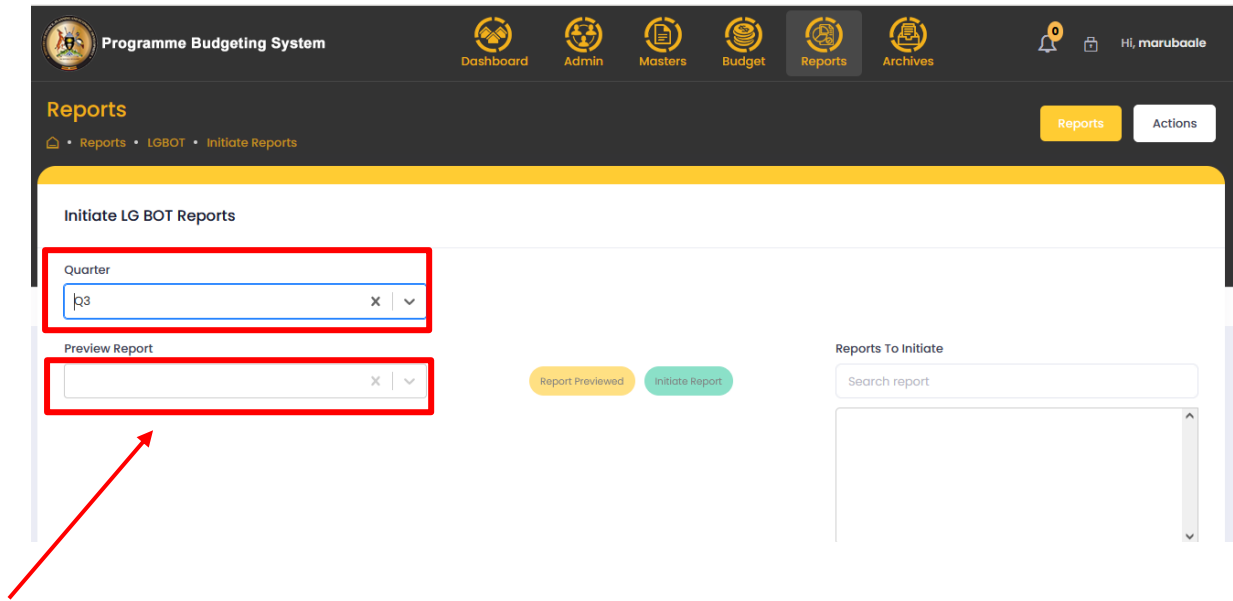 Programme Budgeting System
Dashboard
Admin
Masters
Budget
Reports
Archives
0
Hi, marubaale
Reports
Reports • LGBOT • Initiate Reports
Reports
Actions
Initiate LG BOT Reports
Quarter
Q3
Preview Report
Reports To Initiate
Report Previewed
Initiate Report
Search report